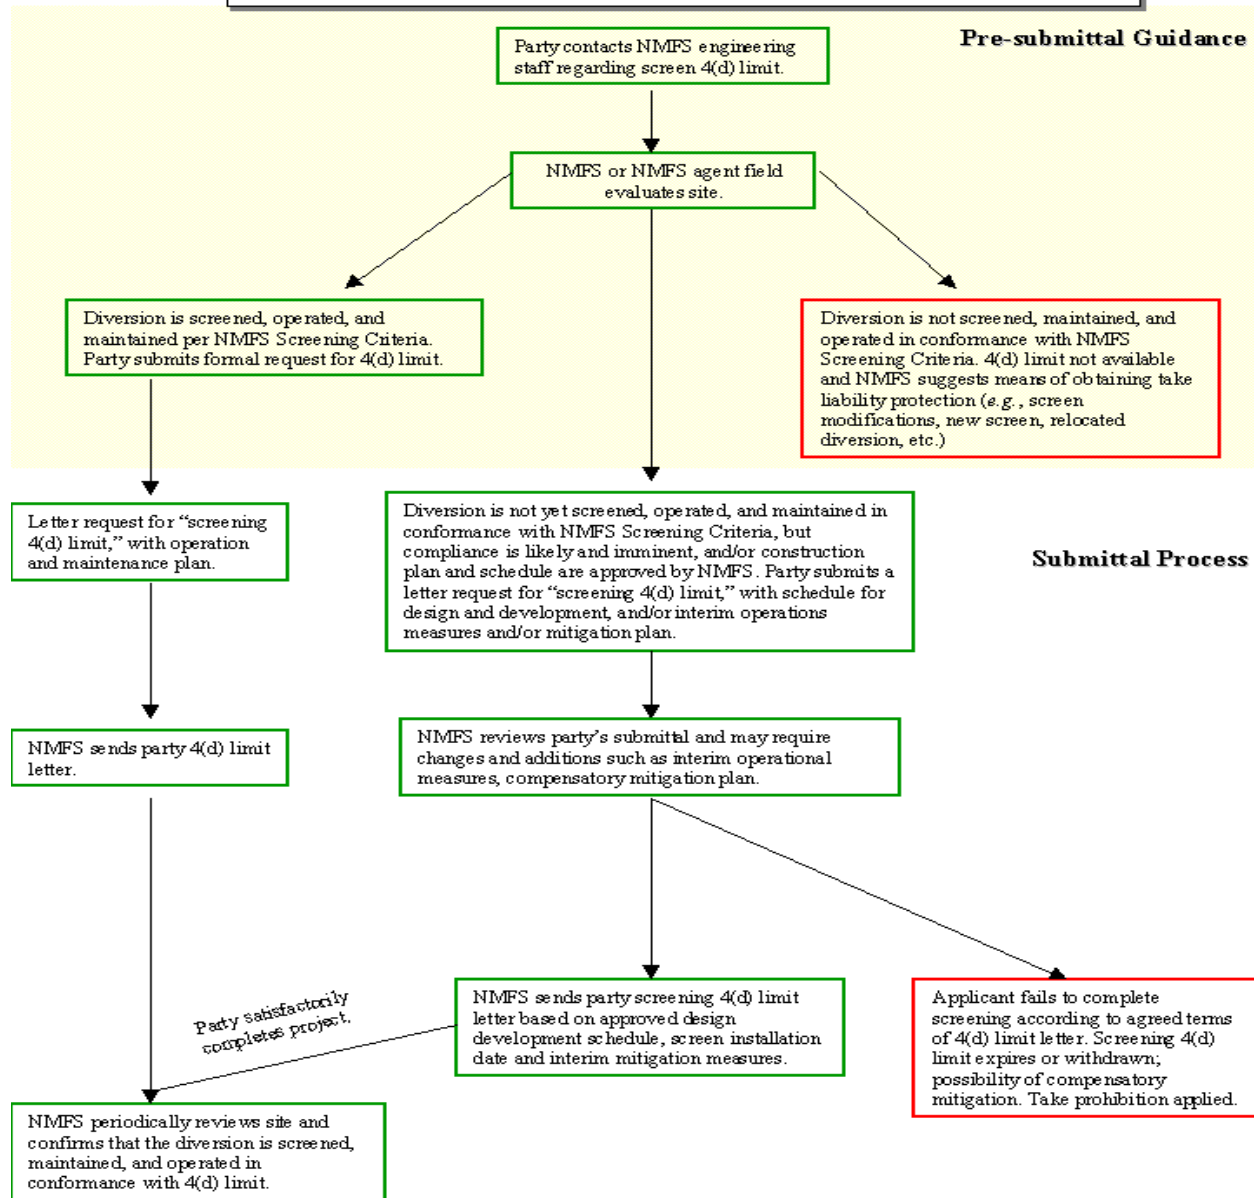 Pre-submittal Guidance
Party contacts NMFS engineering
staff regarding screen 4(d) limit.
NMFS or NMFS agent field
evaluates site.
Diversion is screened, operated, and
maintained per NMFS Screening Criteria.
Party submits formal request for 4(d) limit.
Diversion is not screened, maintained, and
operated in conformance with NMFS
Screening Criteria. 4(d) limit not available
and NMFS suggests means of obtaining take
liability protection (e.g., screen
modifications, new screen, relocated
diversion, etc.)
Letter request for “screening
4(d) limit,” with operation
and maintenance plan.
Diversion is not yet screened, operated, and maintained in
conformance with NMFS Screening Criteria, but
compliance is likely and imminent, and/or construction
plan and schedule are approved by NMFS. Party submits a
letter request for “screening 4(d) limit,” with schedule for
design and development, and/or interim operations
measures and/or mitigation plan.
Submittal Process
NMFS sends party 4(d) limit
letter.
NMFS reviews party’s submittal and may require
changes and additions such as interim operational
measures, compensatory mitigation plan.
Party satisfactorily
completes project.
NMFS sends party screening 4(d) limit
letter based on approved design
development schedule, screen installation
date and interim mitigation measures.
Applicant fails to complete
screening according to agreed terms
of 4(d) limit letter. Screening 4(d)
limit expires or withdrawn;
possibility of compensatory
mitigation. Take prohibition applied.
NMFS periodically reviews site and
confirms that the diversion is screened,
maintained, and operated in
conformance with 4(d) limit.